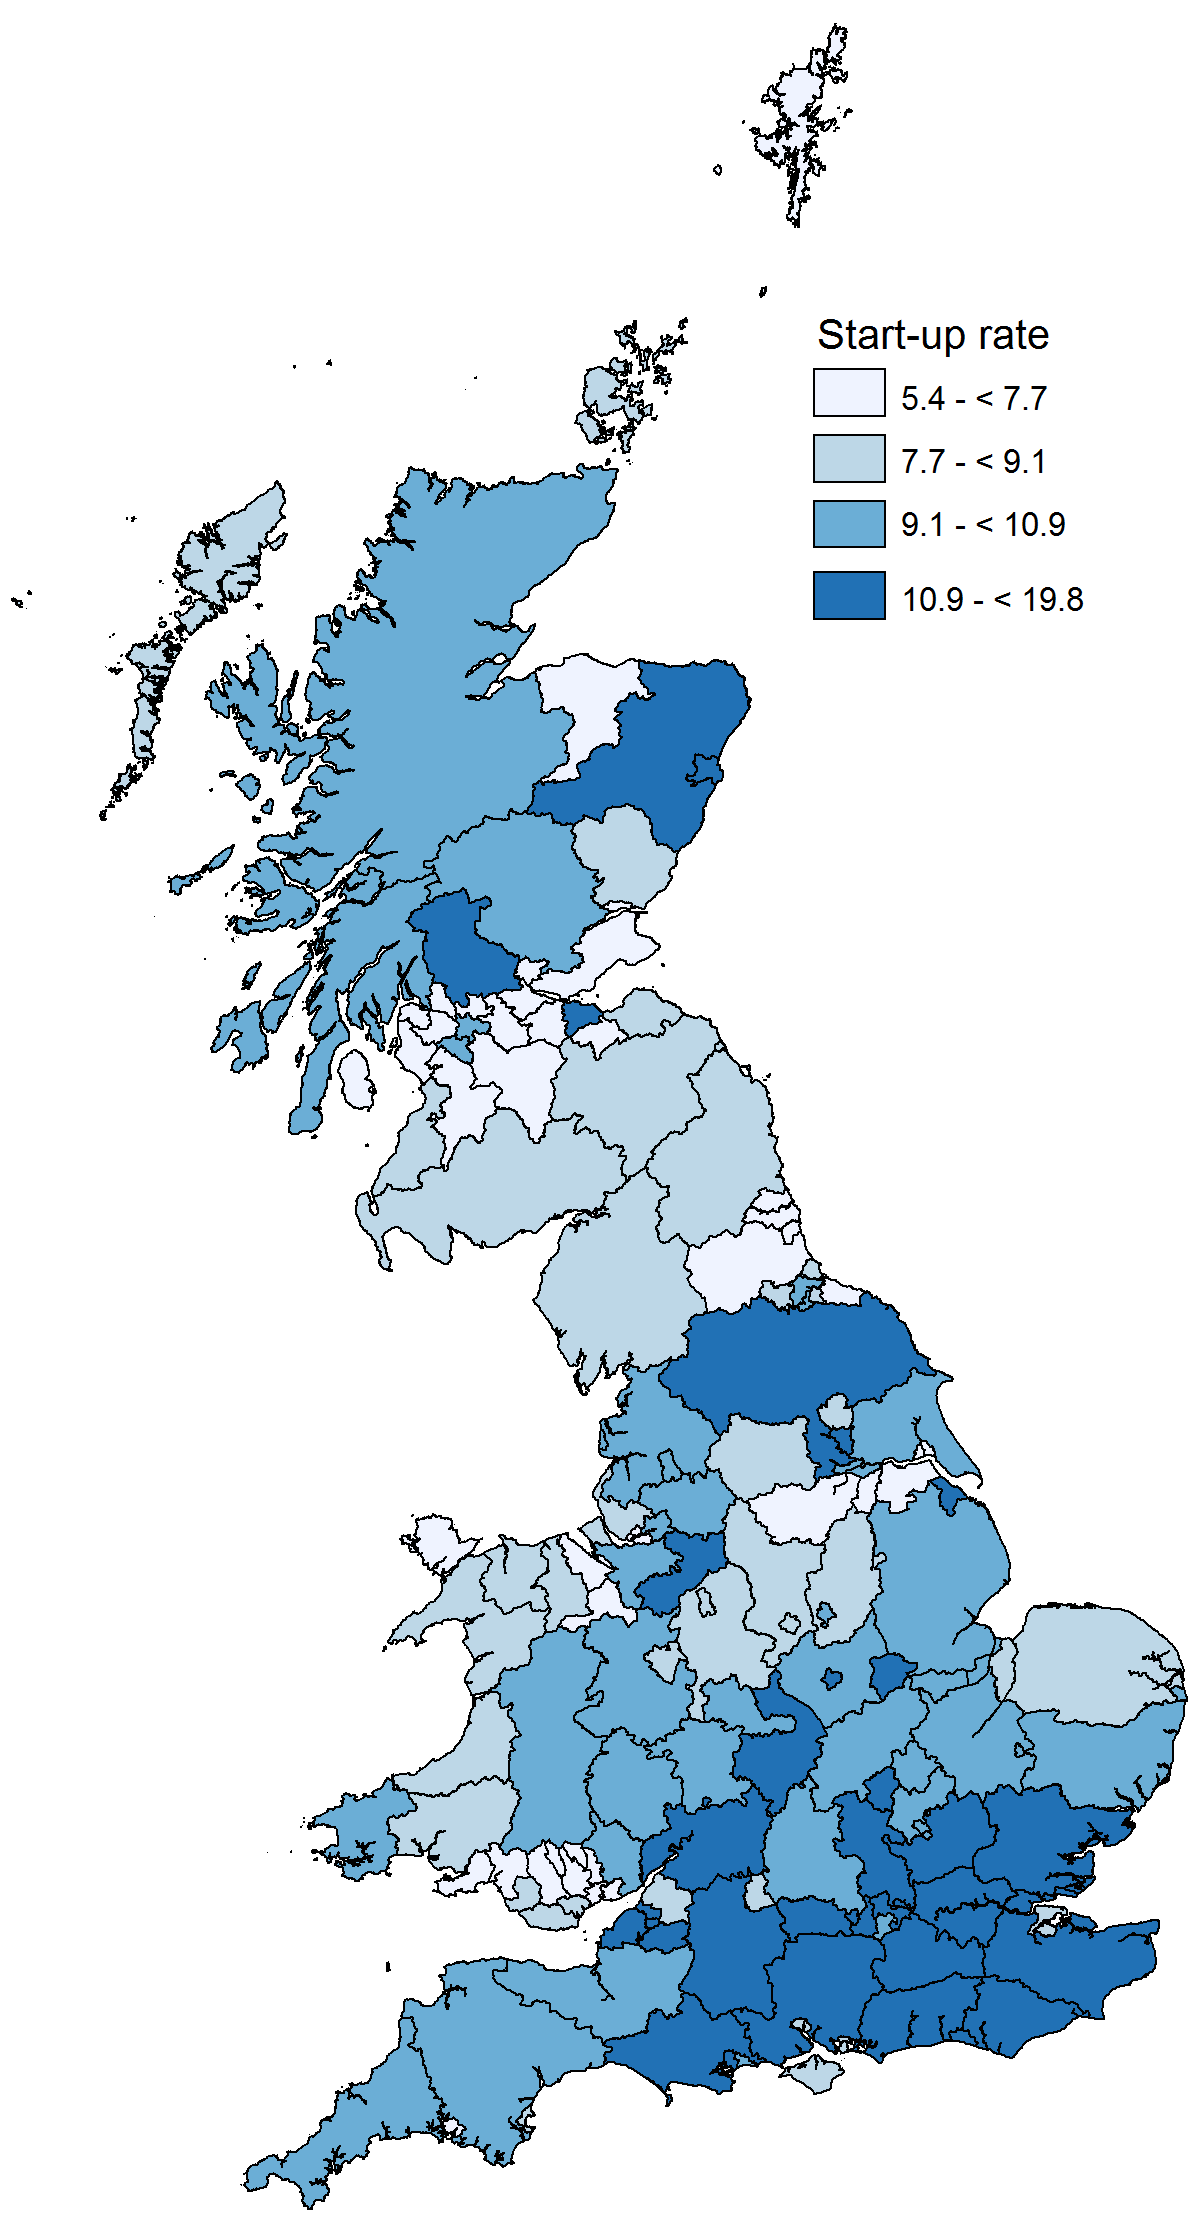 Start-up rate
5.4 - < 7.7
7.7 - < 9.1
9.1 - < 10.9
10.9 - < 19.8